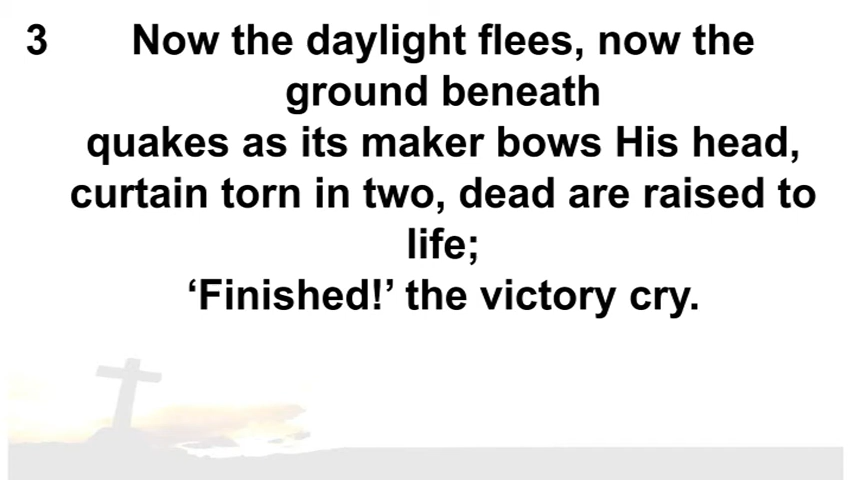 3 Now the daylight flees, now the
ground beneath
quakes as its maker bows His head,
curtain torn in two, dead are raised to
life;
‘Finished!’ the victory cry.